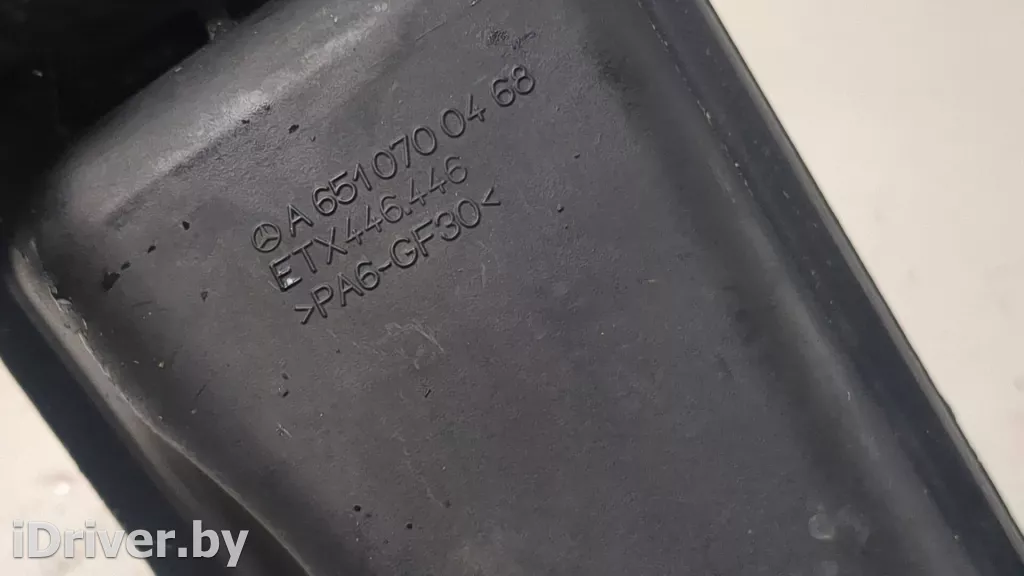 A 651 070 04 68
ETX446.446
>PA6-GF30<
iDriver.by